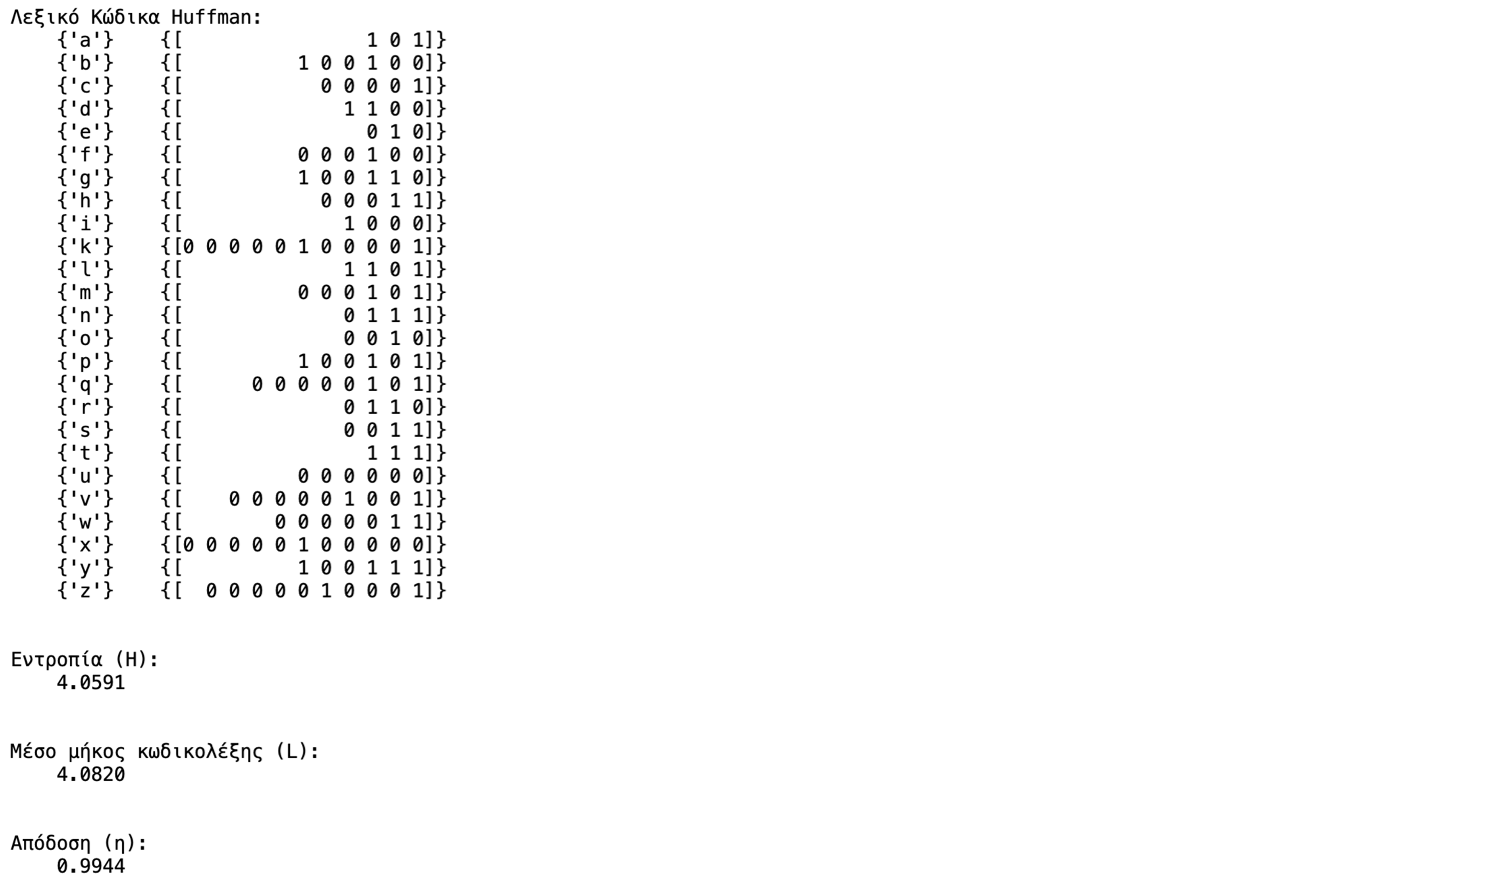 Λεξικό Κώδικα Huffman:
{'a'} {[ 1 0 1]}
{'b'} {[ 1 0 0 1 0 0]}
{'c'} {[ 0 0 0 0 1]}
{'d'} {[ 1 1 0 0]}
{'e'} {[ 0 1 0]}
{'f'} {[ 0 0 0 1 0 0]}
{'g'} {[ 1 0 0 1 1 0]}
{'h'} {[ 0 0 0 1 1]}
{'i'} {[ 1 0 0 0]}
{'k'} {[0 0 0 0 0 1 0 0 0 0 1]}
{'l'} {[ 1 1 0 1]}
{'m'} {[ 0 0 0 1 0 1]}
{'n'} {[ 0 1 1 1]}
{'o'} {[ 0 0 1 0]}
{'p'} {[ 1 0 0 1 0 1]}
{'q'} {[ 0 0 0 0 0 1 0 1]}
{'r'} {[ 0 1 1 0]}
{'s'} {[ 0 0 1 1]}
{'t'} {[ 1 1 1]}
{'u'} {[ 0 0 0 0 0 0]}
{'v'} {[ 0 0 0 0 0 1 0 0 1]}
{'w'} {[ 0 0 0 0 0 1 1]}
{'x'} {[0 0 0 0 0 1 0 0 0 0 0]}
{'y'} {[ 1 0 0 1 1 1]}
{'z'} {[ 0 0 0 0 0 1 0 0 0 1]}
Εντροπία (H):
4.0591
Μέσο μήκος κωδικολέξης (L):
4.0820
Απόδοση (η):
0.9944